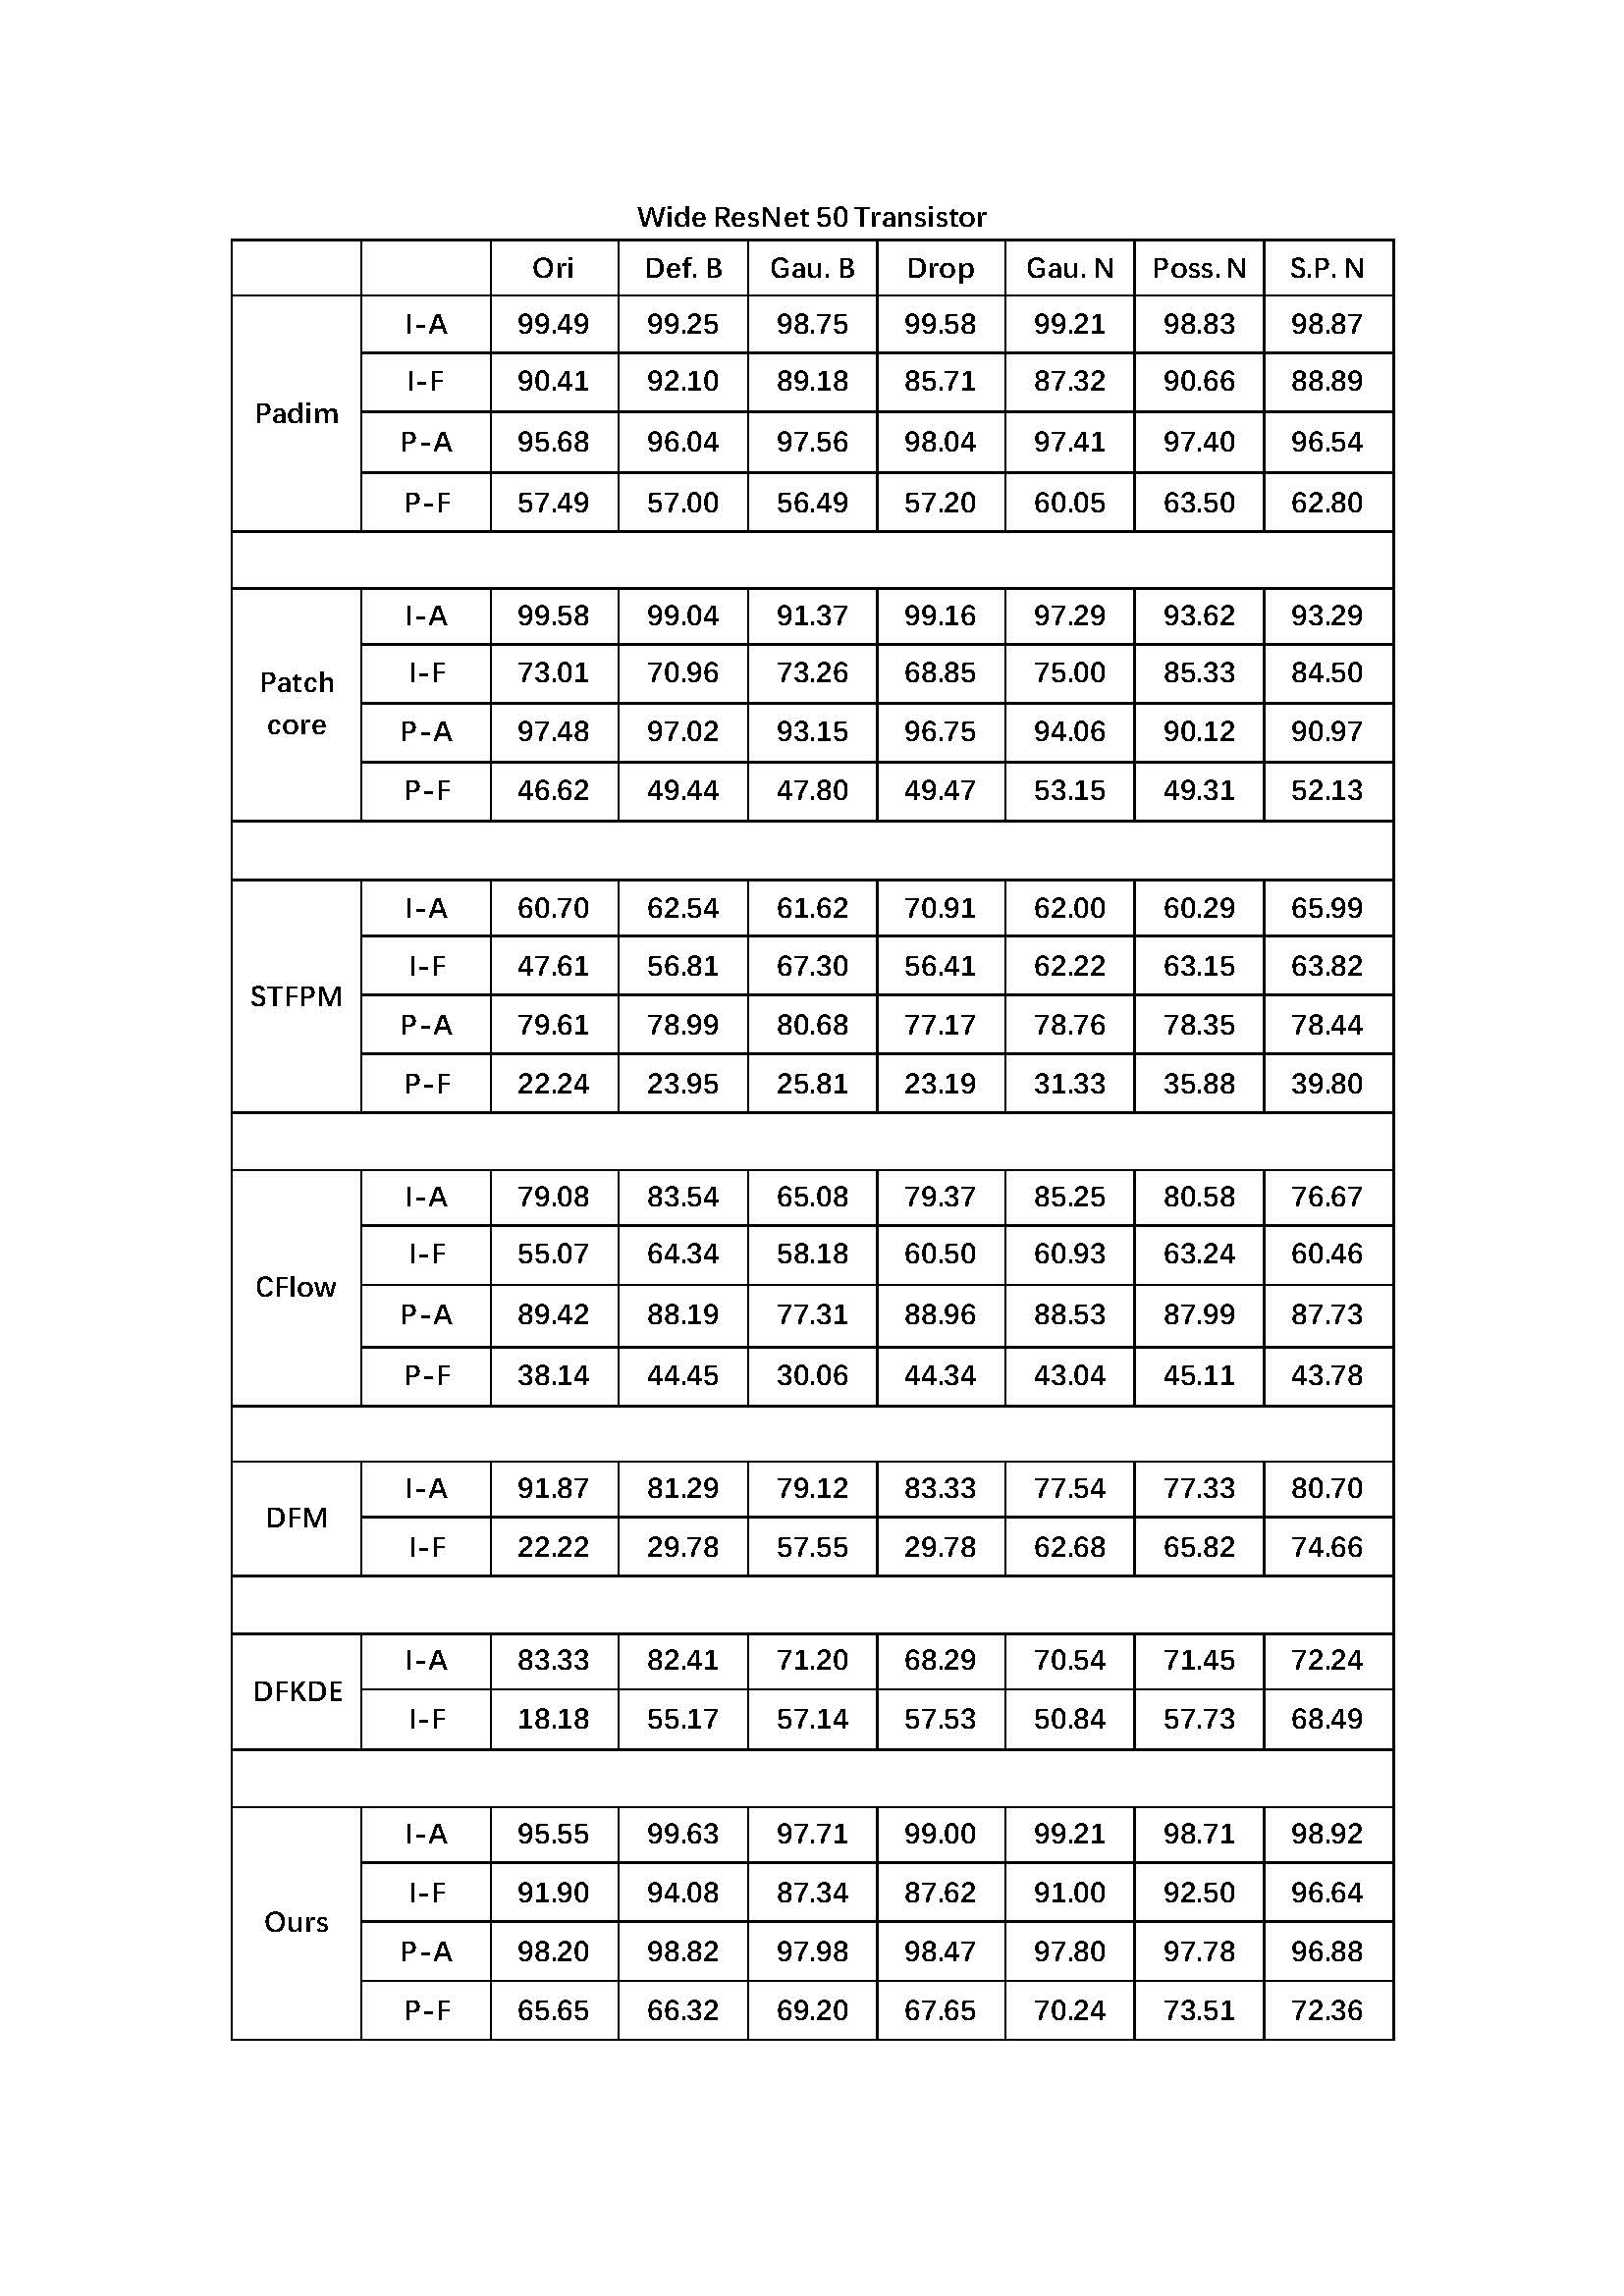 Wide ResNet 50 Transistor
Ori Def. B Gau. B Drop Gau. N Poss. N S.P. N
Padim
I-A 99.49 99.25 98.75 99.58 99.21 98.83 98.87
I-F 90.41 92.10 89.18 85.71 87.32 90.66 88.89
P-A 95.68 96.04 97.56 98.04 97.41 97.40 96.54
P-F 57.49 57.00 56.49 57.20 60.05 63.50 62.80
Patch
core
I-A 99.58 99.04 91.37 99.16 97.29 93.62 93.29
I-F 73.01 70.96 73.26 68.85 75.00 85.33 84.50
P-A 97.48 97.02 93.15 96.75 94.06 90.12 90.97
P-F 46.62 49.44 47.80 49.47 53.15 49.31 52.13
STFPM
I-A 60.70 62.54 61.62 70.91 62.00 60.29 65.99
I-F 47.61 56.81 67.30 56.41 62.22 63.15 63.82
P-A 79.61 78.99 80.68 77.17 78.76 78.35 78.44
P-F 22.24 23.95 25.81 23.19 31.33 35.88 39.80
CFlow
I-A 79.08 83.54 65.08 79.37 85.25 80.58 76.67
I-F 55.07 64.34 58.18 60.50 60.93 63.24 60.46
P-A 89.42 88.19 77.31 88.96 88.53 87.99 87.73
P-F 38.14 44.45 30.06 44.34 43.04 45.11 43.78
DFM
I-A 91.87 81.29 79.12 83.33 77.54 77.33 80.70
I-F 22.22 29.78 57.55 29.78 62.68 65.82 74.66
DFKDE
I-A 83.33 82.41 71.20 68.29 70.54 71.45 72.24
I-F 18.18 55.17 57.14 57.53 50.84 57.73 68.49
Ours
I-A 95.55 99.63 97.71 99.00 99.21 98.71 98.92
I-F 91.90 94.08 87.34 87.62 91.00 92.50 96.64
P-A 98.20 98.82 97.98 98.47 97.80 97.78 96.88
P-F 65.65 66.32 69.20 67.65 70.24 73.51 72.36